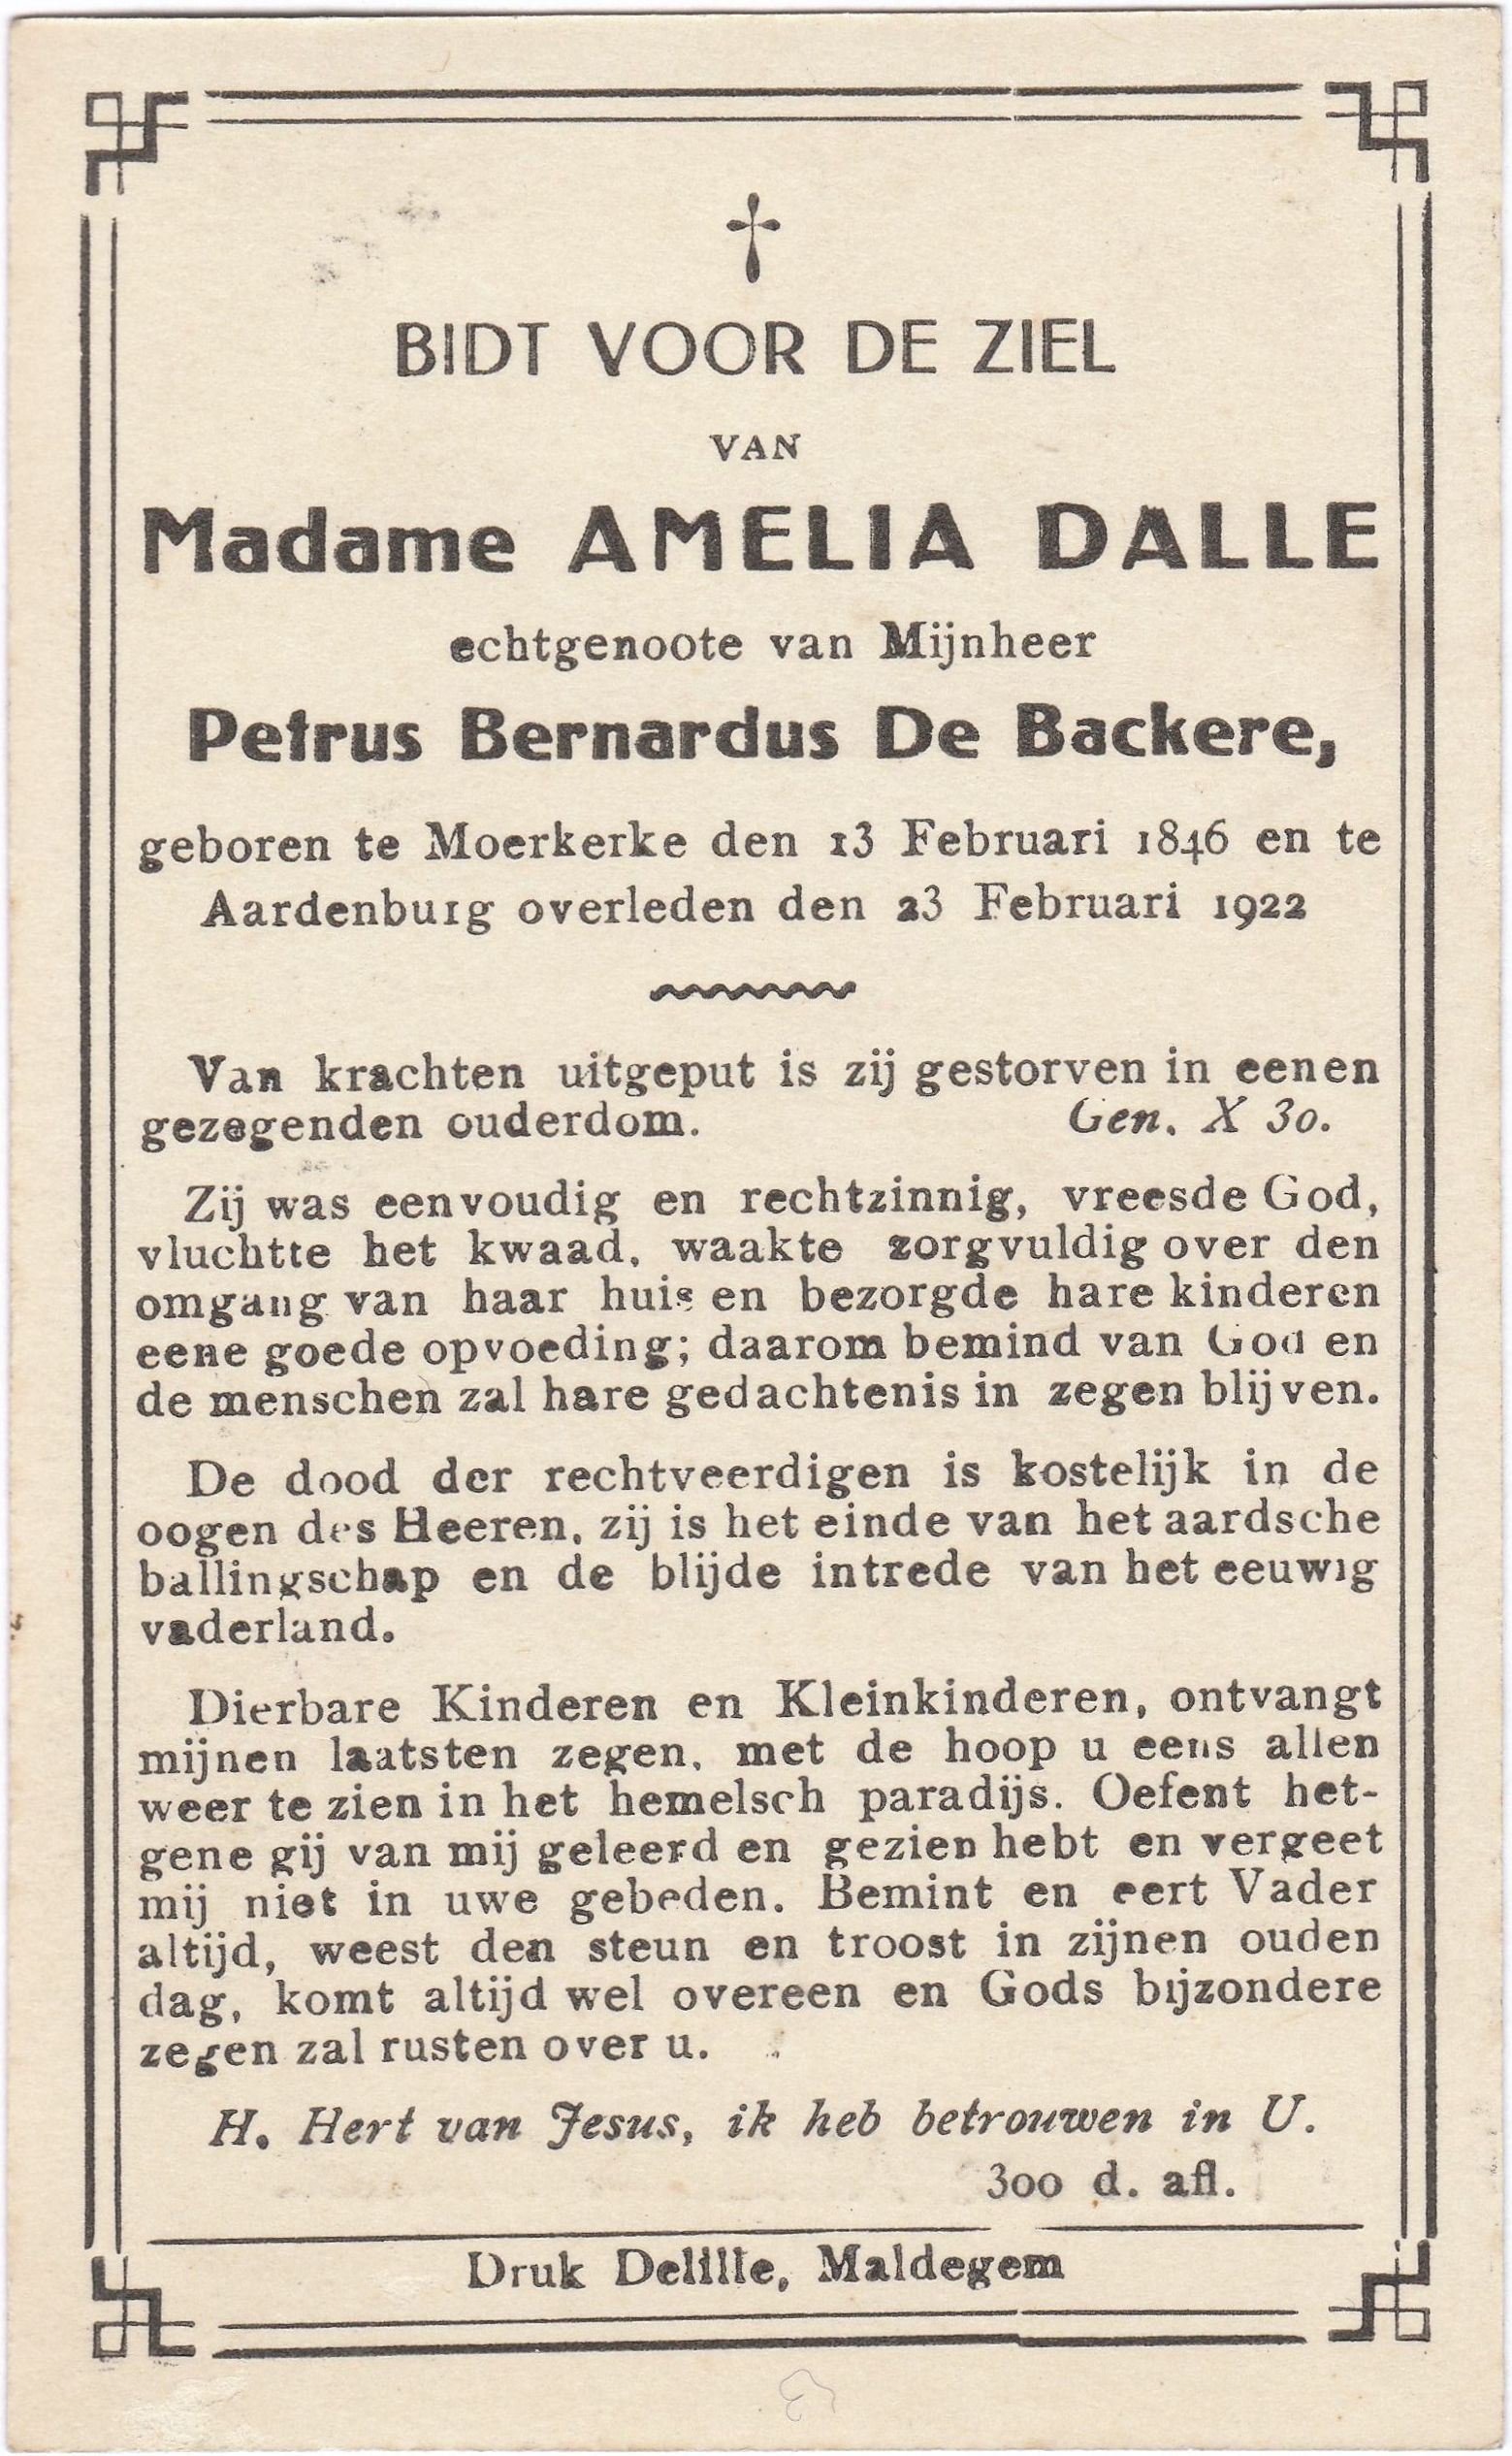 BIDT VOOR DE ZIEL
VAN
Madame AMELIA DALLE
echtgenoote van Mijnheer
Petrus Bernardus De Backere,
geboren te Moerkerke den 13 Februari 1846 en te
Aardenburg overleden den 23 Februari 1922
Van krachten uitgeput is zij gestorven in eenen
gezegenden ouderdom. Gen. X 30.
Zij was eenvoudig en rechtzinnig, vreesde God,
vluchtte het kwaad, waakte zorgvuldig over den
omgang van haar huis en bezorgde hare kinderen
eene goede opvoeding; daarom bemind van God en
de menschen zal hare gedachtenis in zegen blijven.
De dood der rechtveerdigen is kostelijk in de
oogen des Heeren, zij is het einde van het aardsche
ballingschap en de blijde intrede van het eeuwig
vaderland.
Dierbare Kinderen en Kleinkinderen, ontvangt
mijnen laatsten zegen, met de hoop u eens allen
weer te zien in het hemelsch paradijs. Oefent het-
gene gij van mij geleerd en gezien hebt en vergeet
mij niet in uwe gebeden. Bemint en eert Vader
altijd, weest den steun en troost in zijnen ouden
dag, komt altijd wel overeen en Gods bijzondere
zegen zal rusten over u.
H. Hert van Jesus, ik heb betrouwen in U.
300 d. afl.
Druk Delille, Maldegem